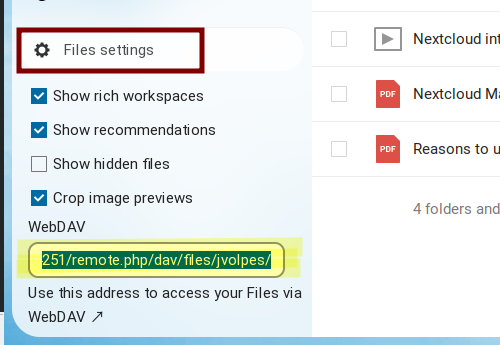 Files settings
Show rich workspaces
Show recommendations
Show hidden files
Crop image previews
WebDAV
251/remote.php/dav/files/jvolpes/
Use this address to access your Files via
WebDAV ↗
Nextcloud int
PDF Nextcloud Ma
PDF Reasons to u
4 folders and